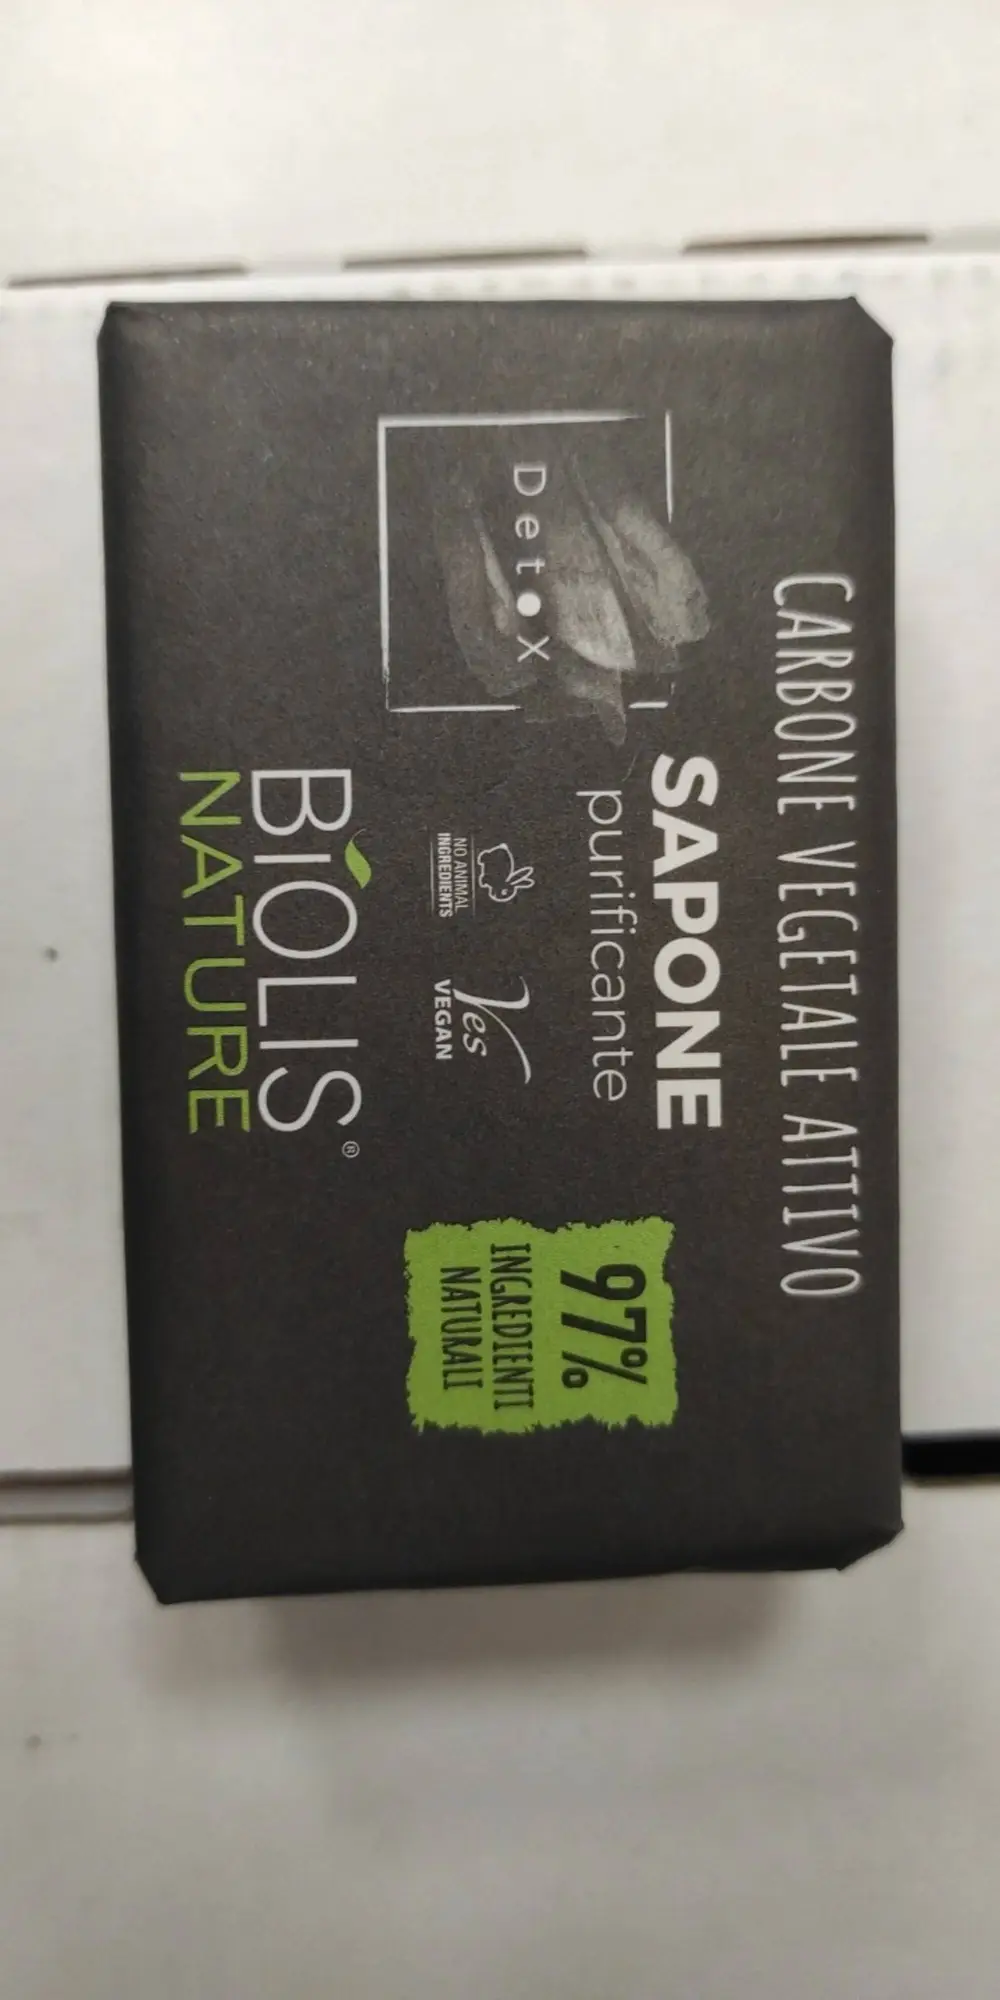 CARBONE VEGETALE ATTIVO
Detox
SAPONE
purificante
NO ANIMAL
INGREDIENTS
Yes
VEGAN
97%
INGREDIENTI
NATURALI
BIOLIS®
NATURE